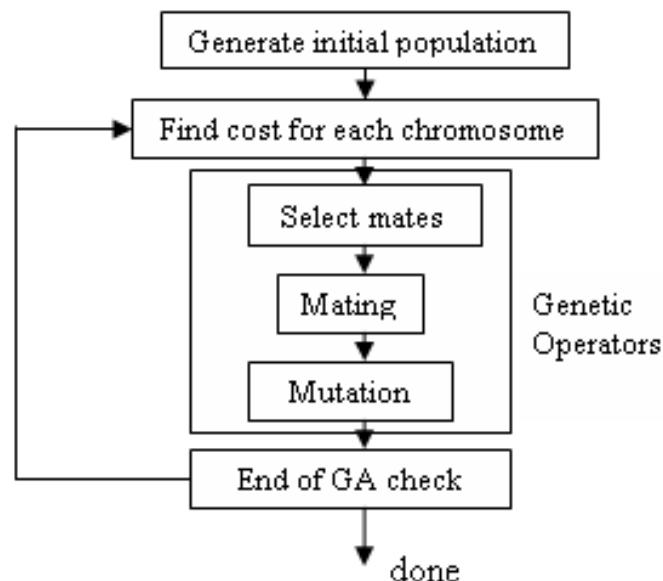 Generate initial population
Find cost for each chromosome
Select mates
Mating
Genetic
Operators
Mutation
End of GA check
done